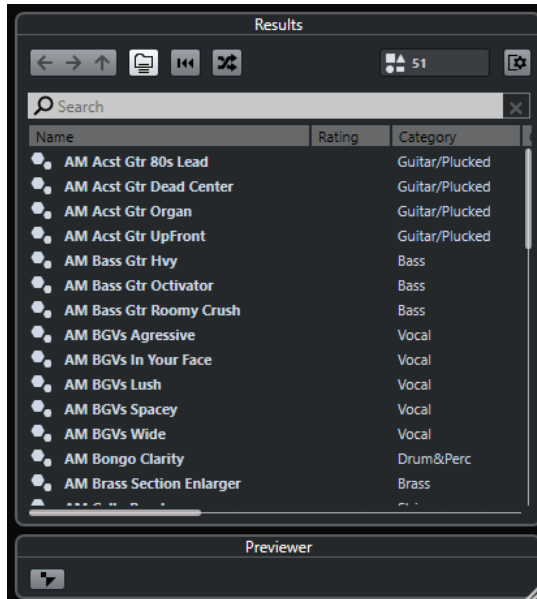 Results
51
Search
Name Rating Category
AM Acst Gtr 80s Lead Guitar/Plucked
AM Acst Gtr Dead Center Guitar/Plucked
AM Acst Gtr Organ Guitar/Plucked
AM Acst Gtr UpFront Guitar/Plucked
AM Bass Gtr Hvy Bass
AM Bass Gtr Octivator Bass
AM Bass Gtr Roomy Crush Bass
AM BGVs Agressive Vocal
AM BGVs In Your Face Vocal
AM BGVs Lush Vocal
AM BGVs Spacey Vocal
AM BGVs Wide Vocal
AM Bongo Clarity Drum&Perc
AM Brass Section Enlarger Brass
Previewer